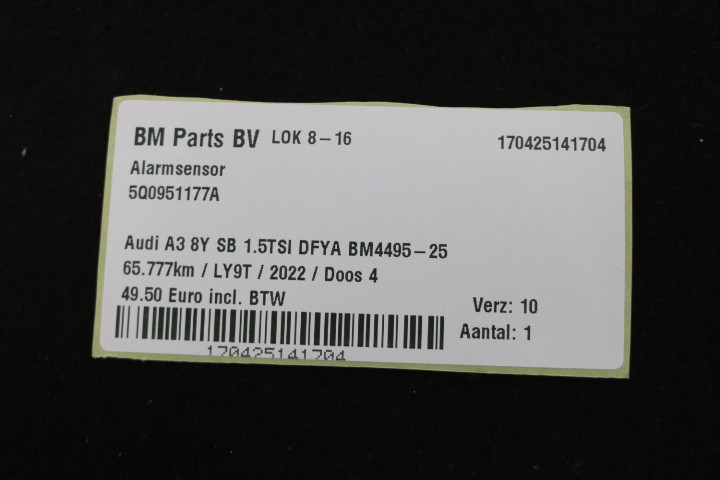 BM Parts BV LOK 8-16 170425141704
Alarmsensor
5Q0951177A
Audi A3 8Y SB 1.5TSI DFYA BM4495-25
65.777km / LY9T / 2022 / Doos 4
49.50 Euro incl. BTW
Verz: 10
Aantal: 1
170425141704